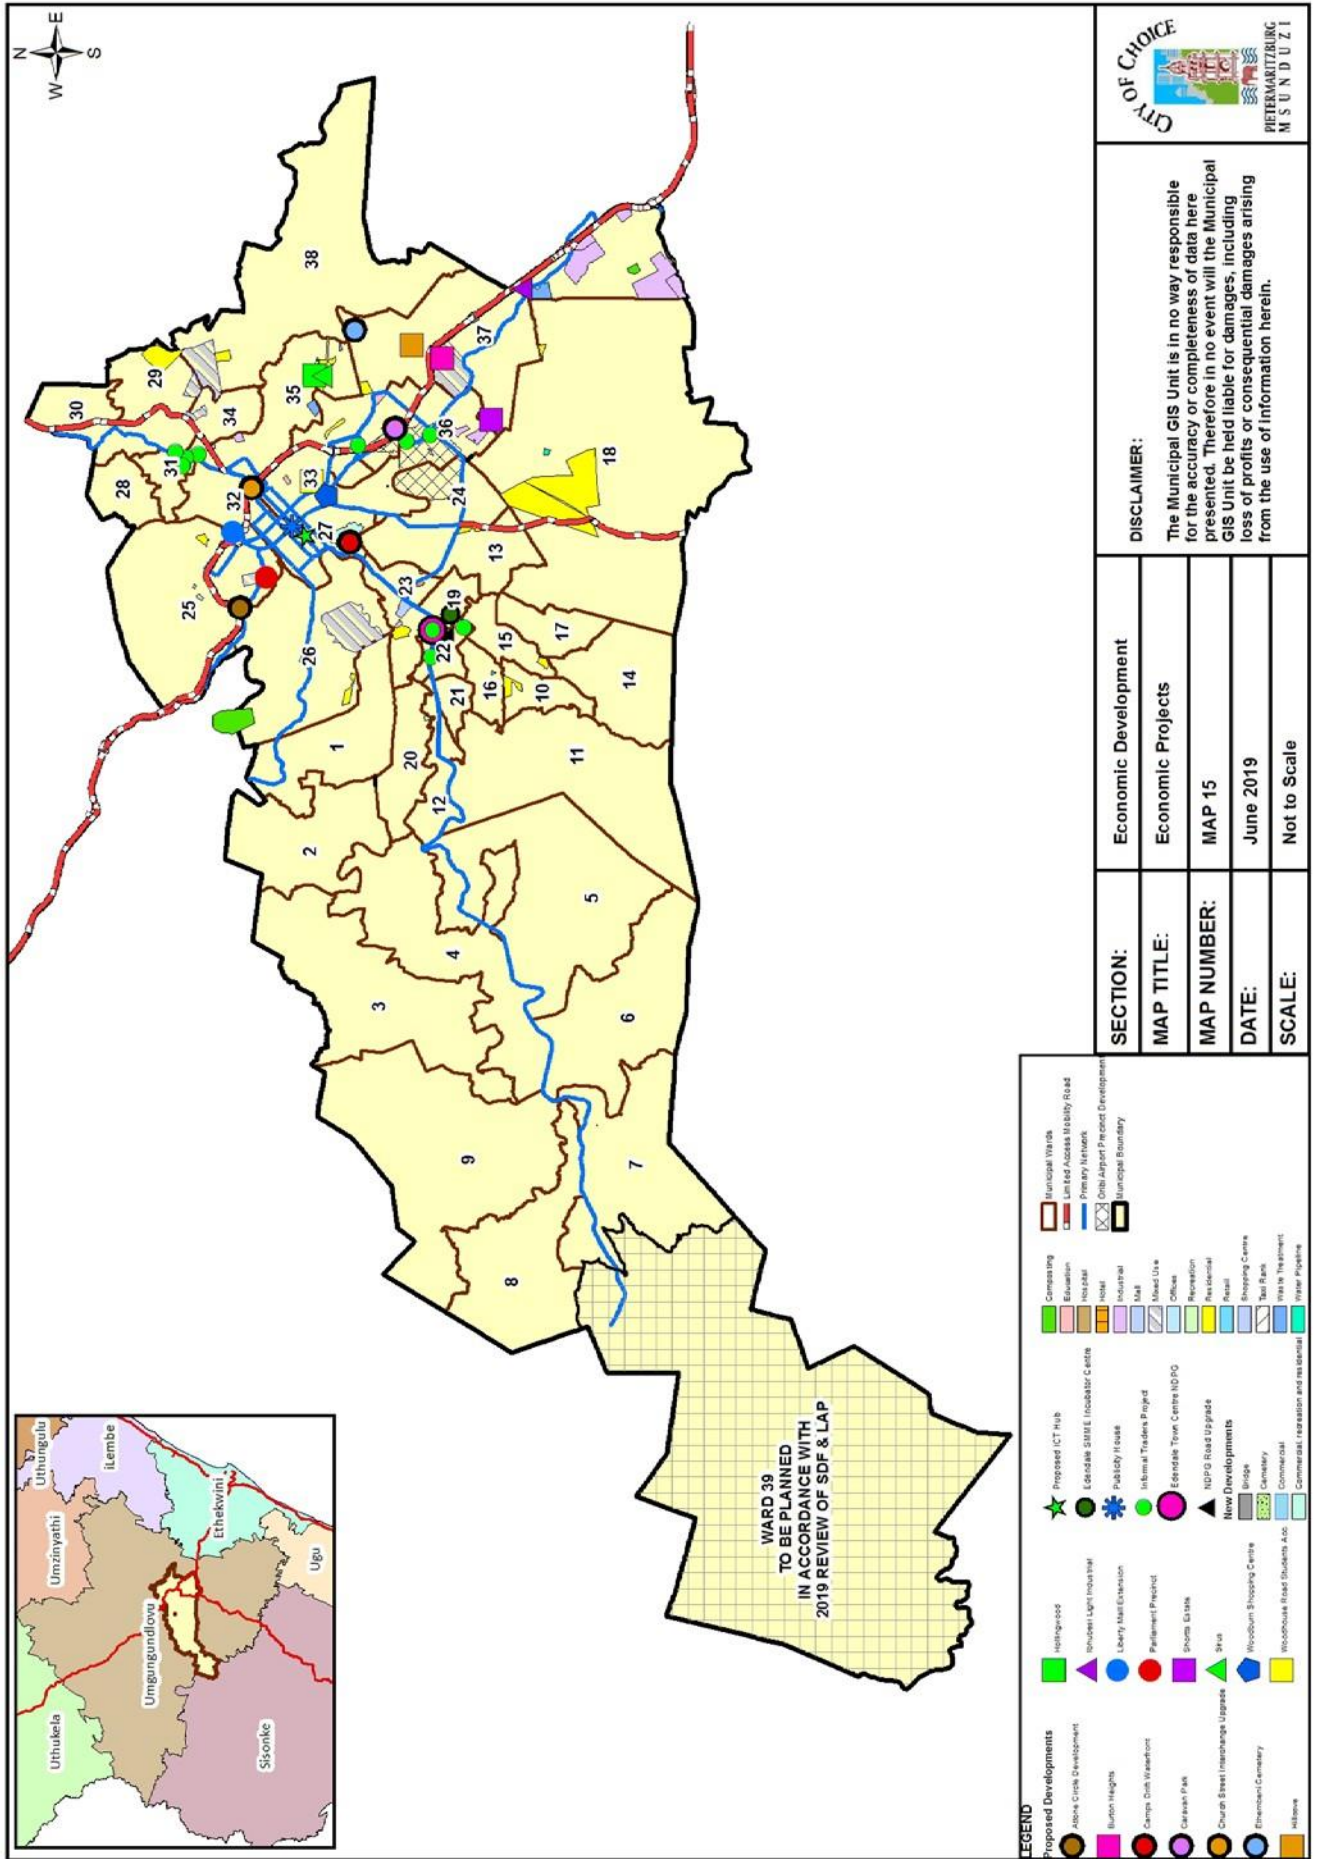 N
W
E
S
Uthungulu
Umzinyathi
Uthukela
iLembe
Umgungundlovu
Ethekwini
Ugu
Sisonke
30
29
38
28
31
34
35
32
33
25
27
37
36
26
24
18
23
13
19
22
1
15
17
21
16
10
14
20
2
12
11
5
4
3
6
9
7
8
WARD 39
TO BE PLANNED
IN ACCORDANCE WITH
2019 REVIEW OF SDF & LAP
LEGEND
Proposed Developments
Burton Heights
Camps Drift Waterfront
Caravan Park
Church Street Interchange Upgrade
Ethembeni Cemetery
Hollingwood
Liberty Mall Extension
Parliament Precinct
Shortts Estate
Woodburn Shopping Centre
Woodhouse Road Students Acc
Proposed ICT Hub
Edendale SMME Incubator Centre
Publicity House
Informal Traders Project
Edendale Town Centre NDPG
NDPG Road Upgrade
New Developments
Bridge
Cemetery
Commercial
Commercial, recreation and residential
Composting
Education
Hospital
Hotel
Industrial
Mall
Mixed Use
Offices
Recreation
Residential
Retail
Shopping Centre
Taxi Rank
Waste Treatment
Water Pipeline
Municipal Wards
Limited Access Mobility Road
Primary Network
Oribi Airport Precinct Development
Municipal Boundary
SECTION:
Economic Development
MAP TITLE:
Economic Projects
MAP NUMBER:
MAP 15
DATE:
June 2019
SCALE:
Not to Scale
DISCLAIMER:
The Municipal GIS Unit is in no way responsible
for the accuracy or completeness of data here
presented. Therefore in no event will the Municipal
GIS Unit be held liable for damages, including
loss of profits or consequential damages arising
from the use of information herein.
CITY OF CHOICE
PIETERMARITZBURG
MSUNDUZI